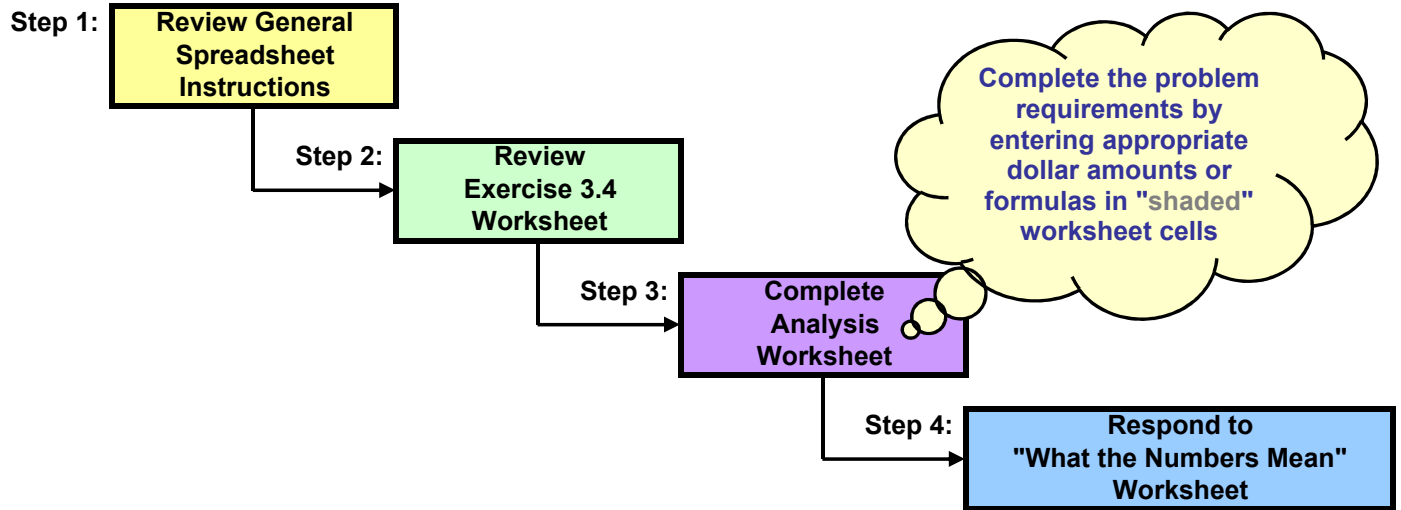 Step 1:
Review General
Spreadsheet
Instructions
Step 2:
Review
Exercise 3.4
Worksheet
Step 3:
Complete
Analysis
Worksheet
Complete the problem
requirements by
entering appropriate
dollar amounts or
formulas in "shaded"
worksheet cells
Step 4:
Respond to
"What the Numbers Mean"
Worksheet